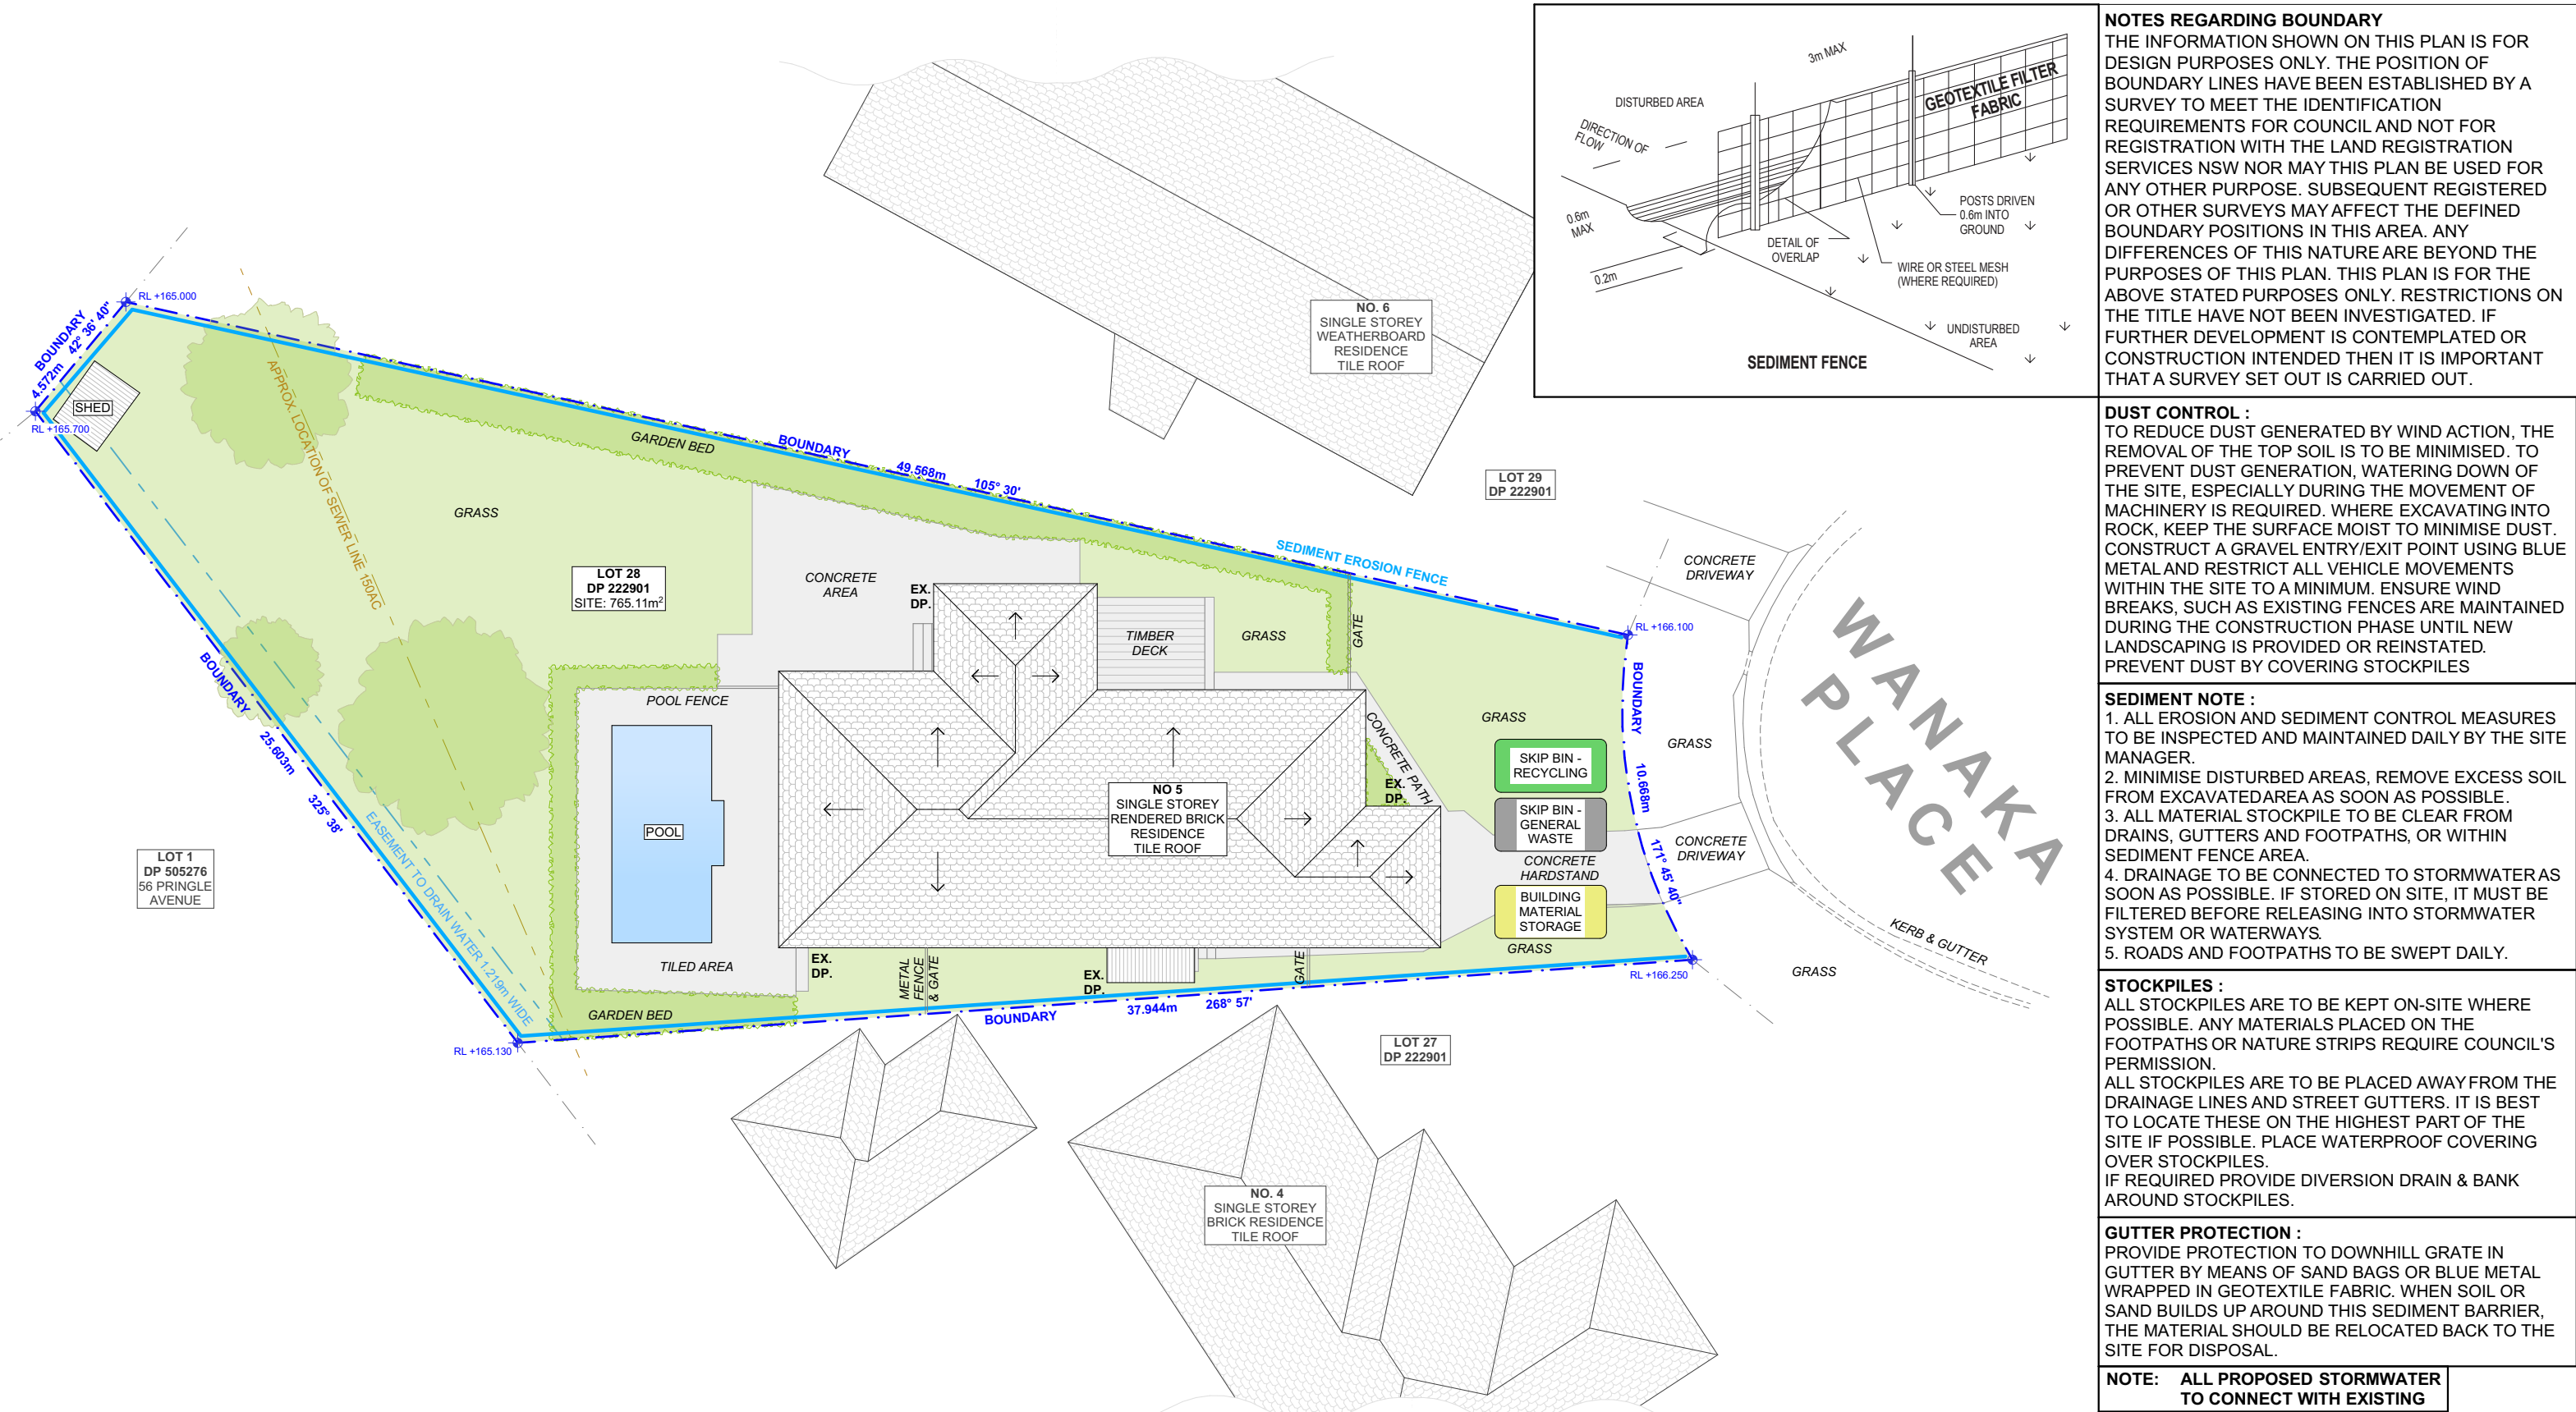 3m MAX
GEOTEXTILE FILTER
FABRIC
DISTURBED AREA
DIRECTION OF
FLOW
0.6m
MAX
0.2m
DETAIL OF
OVERLAP
POSTS DRIVEN
0.6m INTO
GROUND
WIRE OR STEEL MESH
(WHERE REQUIRED)
UNDISTURBED
AREA
SEDIMENT FENCE
NOTES REGARDING BOUNDARY
THE INFORMATION SHOWN ON THIS PLAN IS FOR
DESIGN PURPOSES ONLY. THE POSITION OF
BOUNDARY LINES HAVE BEEN ESTABLISHED BY A
SURVEY TO MEET THE IDENTIFICATION
REQUIREMENTS FOR COUNCIL AND NOT FOR
REGISTRATION WITH THE LAND REGISTRATION
SERVICES NSW NOR MAY THIS PLAN BE USED FOR
ANY OTHER PURPOSE. SUBSEQUENT REGISTERED
OR OTHER SURVEYS MAY AFFECT THE DEFINED
BOUNDARY POSITIONS IN THIS AREA. ANY
DIFFERENCES OF THIS NATURE ARE BEYOND THE
PURPOSES OF THIS PLAN. THIS PLAN IS FOR THE
ABOVE STATED PURPOSES ONLY. RESTRICTIONS ON
THE TITLE HAVE NOT BEEN INVESTIGATED. IF
FURTHER DEVELOPMENT IS CONTEMPLATED OR
CONSTRUCTION INTENDED THEN IT IS IMPORTANT
THAT A SURVEY SET OUT IS CARRIED OUT.
DUST CONTROL :
TO REDUCE DUST GENERATED BY WIND ACTION, THE
REMOVAL OF THE TOP SOIL IS TO BE MINIMISED. TO
PREVENT DUST GENERATION, WATERING DOWN OF
THE SITE, ESPECIALLY DURING THE MOVEMENT OF
MACHINERY IS REQUIRED. WHERE EXCAVATING INTO
ROCK, KEEP THE SURFACE MOIST TO MINIMISE DUST.
CONSTRUCT A GRAVEL ENTRY/EXIT POINT USING BLUE
METAL AND RESTRICT ALL VEHICLE MOVEMENTS
WITHIN THE SITE TO A MINIMUM. ENSURE WIND
BREAKS, SUCH AS EXISTING FENCES ARE MAINTAINED
DURING THE CONSTRUCTION PHASE UNTIL NEW
LANDSCAPING IS PROVIDED OR REINSTATED.
PREVENT DUST BY COVERING STOCKPILES
SEDIMENT NOTE :
1. ALL EROSION AND SEDIMENT CONTROL MEASURES
TO BE INSPECTED AND MAINTAINED DAILY BY THE SITE
MANAGER.
2. MINIMISE DISTURBED AREAS, REMOVE EXCESS SOIL
FROM EXCAVATEDAREA AS SOON AS POSSIBLE.
3. ALL MATERIAL STOCKPILE TO BE CLEAR FROM
DRAINS, GUTTERS AND FOOTPATHS, OR WITHIN
SEDIMENT FENCE AREA.
4. DRAINAGE TO BE CONNECTED TO STORMWATER AS
SOON AS POSSIBLE. IF STORED ON SITE, IT MUST BE
FILTERED BEFORE RELEASING INTO STORMWATER
SYSTEM OR WATERWAYS.
5. ROADS AND FOOTPATHS TO BE SWEPT DAILY.
STOCKPILES :
ALL STOCKPILES ARE TO BE KEPT ON-SITE WHERE
POSSIBLE. ANY MATERIALS PLACED ON THE
FOOTPATHS OR NATURE STRIPS REQUIRE COUNCIL'S
PERMISSION.
ALL STOCKPILES ARE TO BE PLACED AWAY FROM THE
DRAINAGE LINES AND STREET GUTTERS. IT IS BEST
TO LOCATE THESE ON THE HIGHEST PART OF THE
SITE IF POSSIBLE. PLACE WATERPROOF COVERING
OVER STOCKPILES.
IF REQUIRED PROVIDE DIVERSION DRAIN & BANK
AROUND STOCKPILES.
GUTTER PROTECTION :
PROVIDE PROTECTION TO DOWNHILL GRATE IN
GUTTER BY MEANS OF SAND BAGS OR BLUE METAL
WRAPPED IN GEOTEXTILE FABRIC. WHEN SOIL OR
SAND BUILDS UP AROUND THIS SEDIMENT BARRIER,
THE MATERIAL SHOULD BE RELOCATED BACK TO THE
SITE FOR DISPOSAL.
NOTE: ALL PROPOSED STORMWATER
TO CONNECT WITH EXISTING
RL +165.000
BOUNDARY
4.572m 42° 36' 40"
SHED
RL +165.700
APPROX. LOCATION OF SEWER LINE 150AC
GARDEN BED
BOUNDARY 49.568m 105° 30'
SEDIMENT EROSION FENCE
NO. 6
SINGLE STOREY
WEATHERBOARD
RESIDENCE
TILE ROOF
LOT 29
DP 222901
GRASS
LOT 28
DP 222901
SITE: 765.11m²
CONCRETE
AREA
EX.
DP.
TIMBER
DECK
GRASS
GATE
CONCRETE
DRIVEWAY
RL +166.100
BOUNDARY 10.668m 171° 45' 40"
WANAKA
PLACE
BOUNDARY 25.603m 325° 38'
EASEMENT TO DRAIN WATER 1.219m WIDE
POOL FENCE
POOL
TILED AREA
NO 5
SINGLE STOREY
RENDERED BRICK
RESIDENCE
TILE ROOF
CONCRETE PATH
EX.
DP.
GRASS
SKIP BIN -
RECYCLING
SKIP BIN -
GENERAL
WASTE
CONCRETE
HARDSTAND
BUILDING
MATERIAL
STORAGE
GRASS
GRASS
CONCRETE
DRIVEWAY
KERB & GUTTER
GRASS
LOT 1
DP 505276
56 PRINGLE
AVENUE
EX.
DP.
METAL
FENCE
& GATE
EX.
DP.
GATE
RL +166.250
GARDEN BED
RL +165.130
BOUNDARY 37.944m 268° 57'
LOT 27
DP 222901
NO. 4
SINGLE STOREY
BRICK RESIDENCE
TILE ROOF